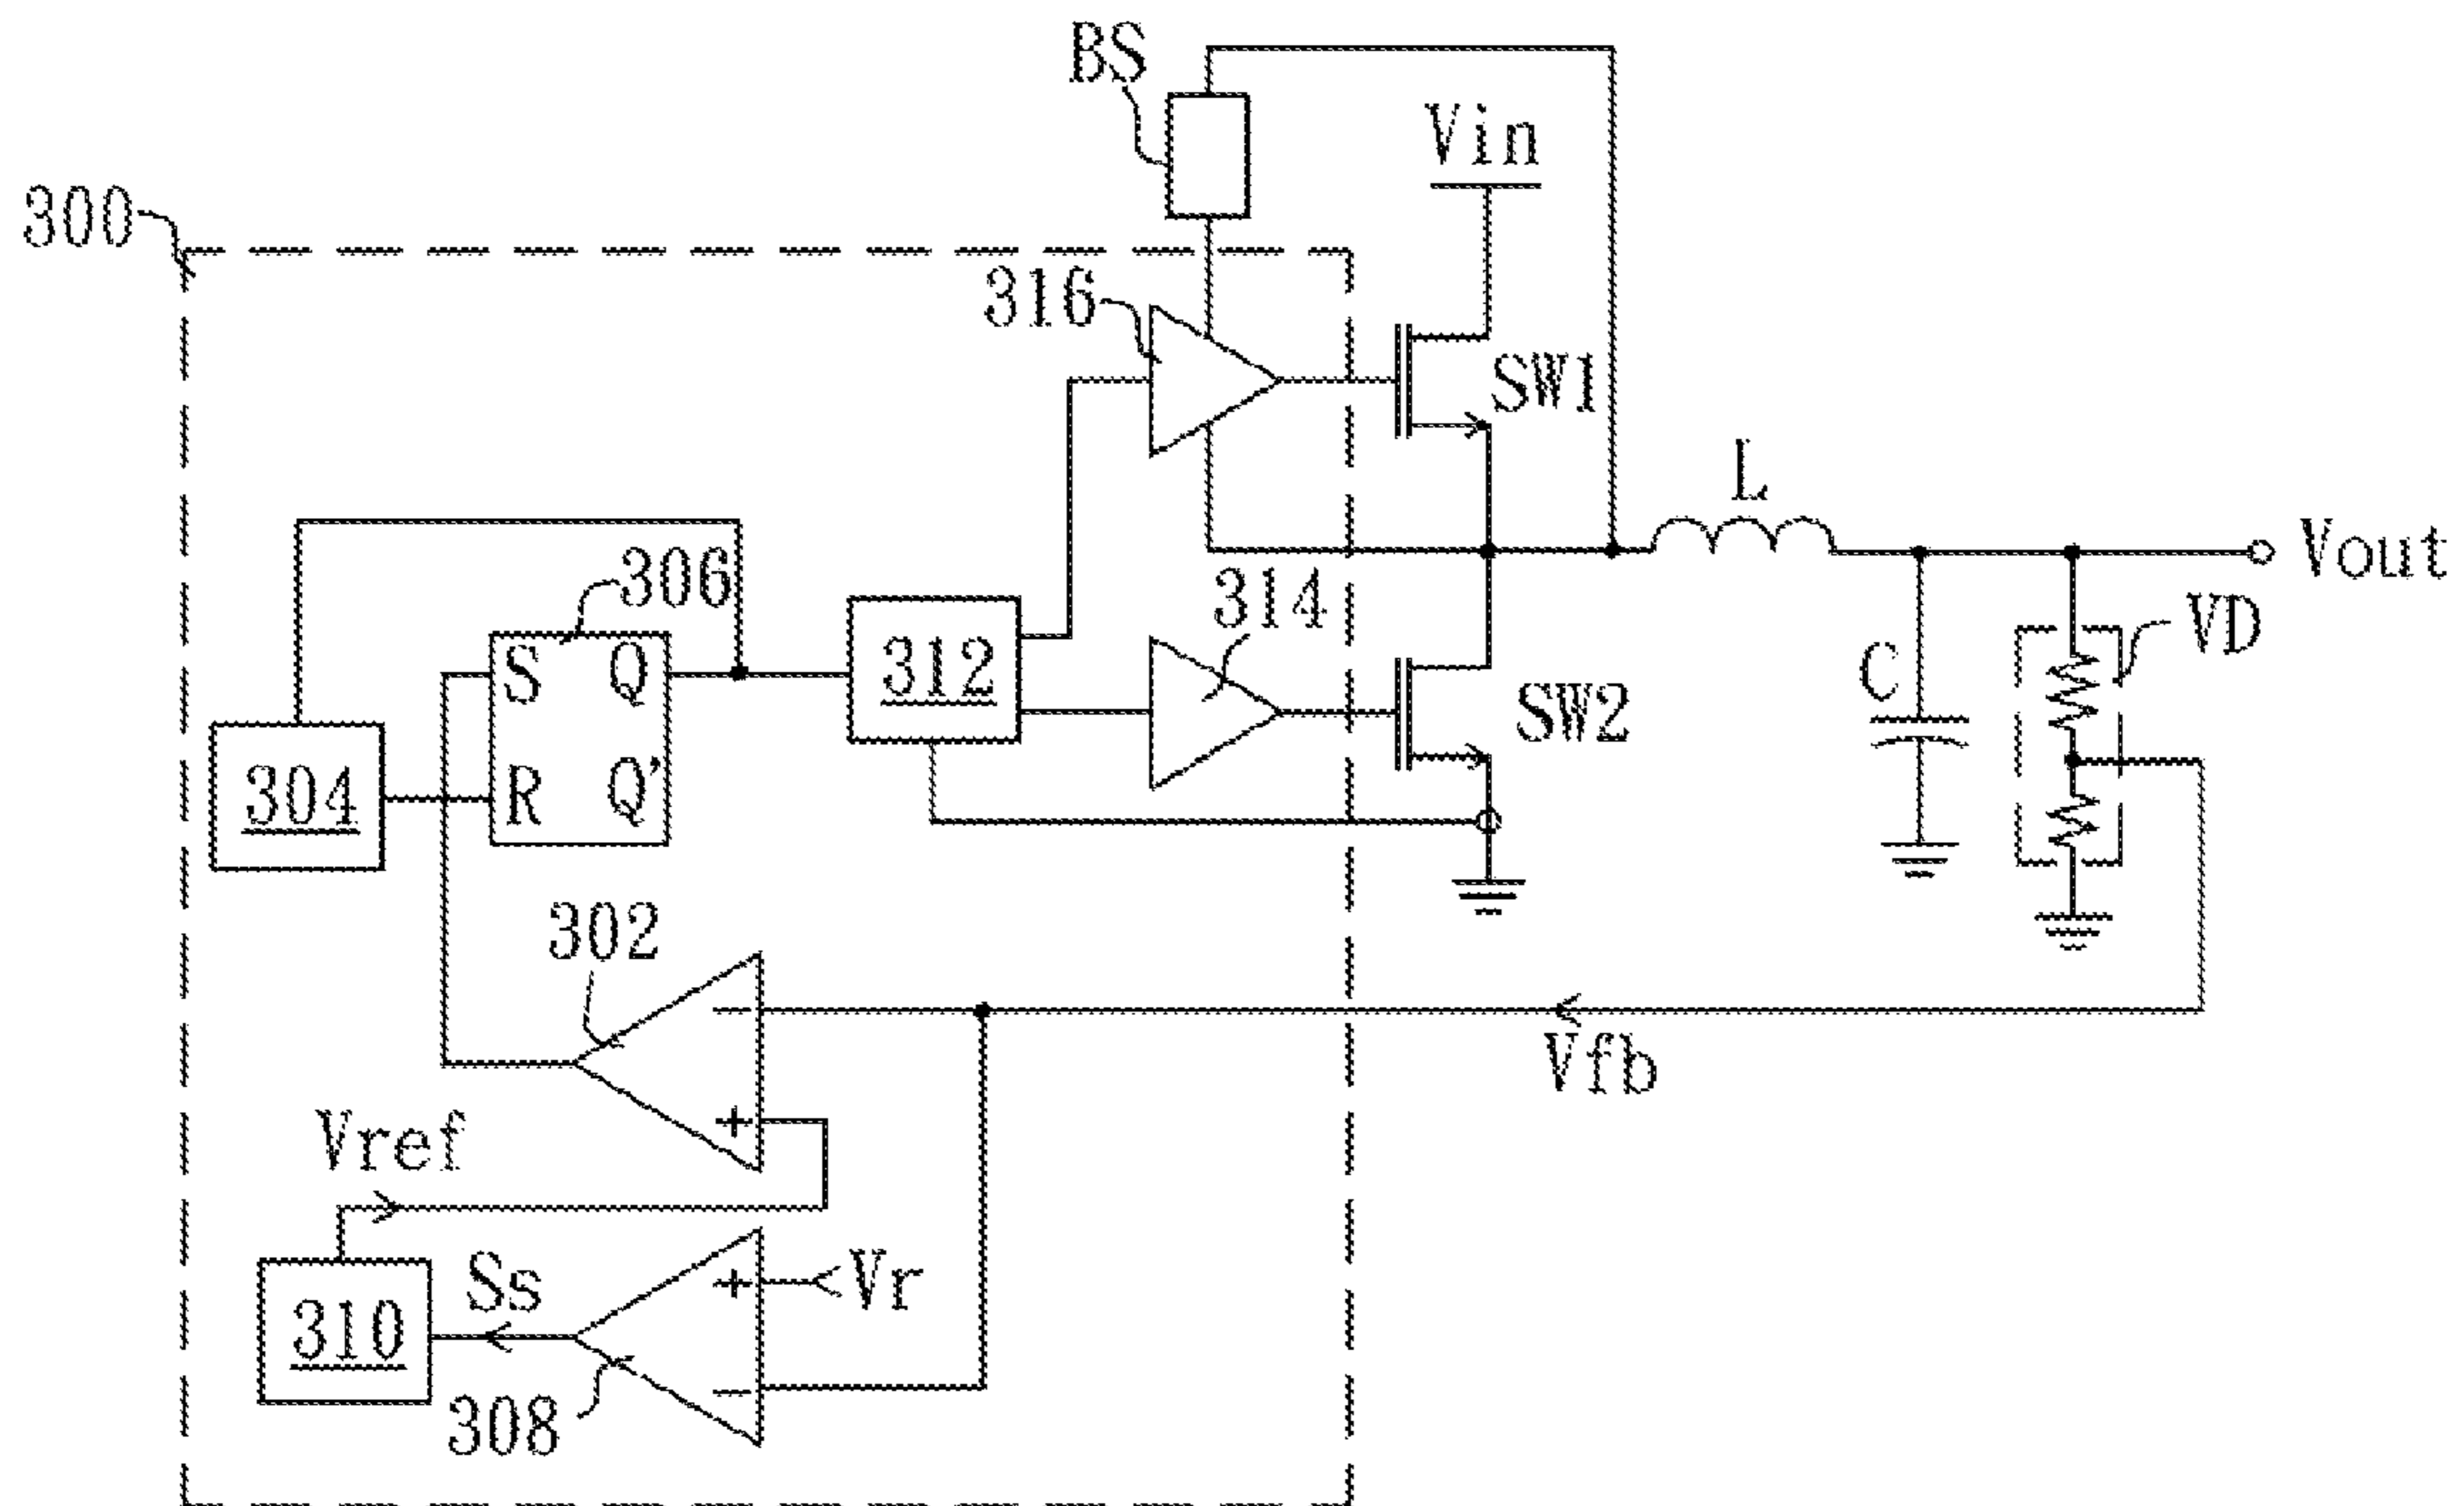 BS
Vin
300
316
SW1
L
Vout
306
314
VD
S Q
312
C
SW2
304
R Q'
302
Vfb
Vref
+
Ss
+
Vr
310
308